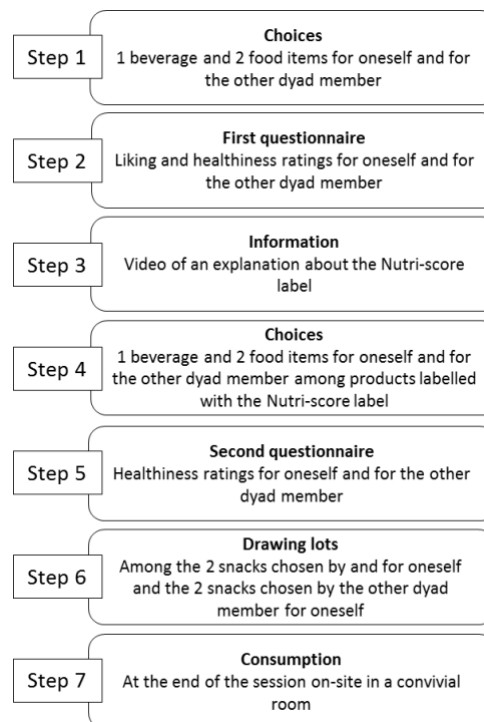 Step 1
Choices
1 beverage and 2 food items for oneself and for
the other dyad member
Step 2
First questionnaire
Liking and healthiness ratings for oneself and for
the other dyad member
Step 3
Information
Video of an explanation about the Nutri-score
label
Step 4
Choices
1 beverage and 2 food items for oneself and for
the other dyad member among products labelled
with the Nutri-score label
Step 5
Second questionnaire
Healthiness ratings for oneself and for the other
dyad member
Step 6
Drawing lots
Among the 2 snacks chosen by and for oneself
and the 2 snacks chosen by the other dyad
member for oneself
Step 7
Consumption
At the end of the session on-site in a convivial
room